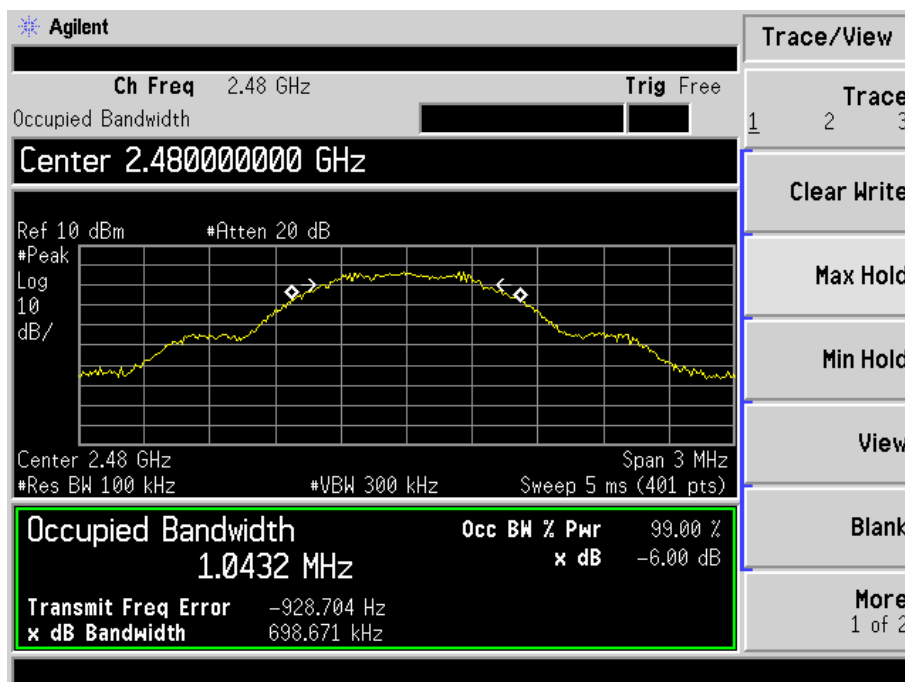 Agilent
Trace/View
Ch Freq 2.48 GHz Trig Free
Occupied Bandwidth
Trace
1 2 3
Center 2.480000000 GHz
Clear Write
Ref 10 dBm #Atten 20 dB
#Peak
Log
10
dB/
Max Hold
Min Hold
View
Center 2.48 GHz Span 3 MHz
#Res BW 100 kHz #VBW 300 kHz Sweep 5 ms (401 pts)
Blank
Occupied Bandwidth Occ BW % Pwr 99.00 %
1.0432 MHz x dB -6.00 dB
Transmit Freq Error -928.704 Hz
x dB Bandwidth 698.671 kHz
More
1 of 2